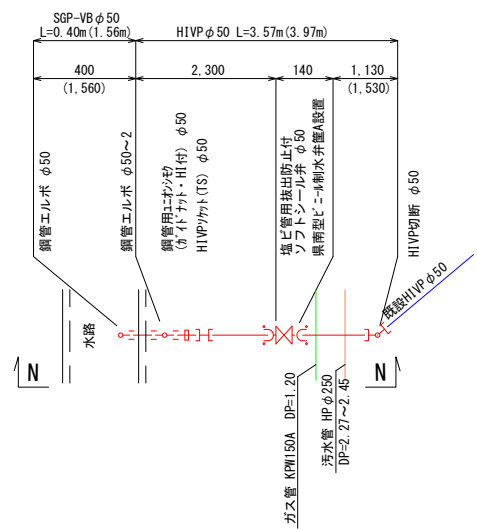 SGP-VBφ50
L=0.40m(1.56m)
HIVPφ50 L=3.57m(3.97m)
400
(1,560)
2,300
140
1,130
(1,530)
鋼管エルボ φ50
鋼管エルボ φ50～2
鋼管用ﾕﾆｵﾝｼﾓｸ
(ｶﾞｲﾄﾞﾅｯﾄ・HI付) φ50
HIVPｿｹｯﾄ(TS) φ50
塩ビ管用抜出防止付
ソフトシール弁 φ50
県南型ﾋﾞﾆｰﾙ制水弁筐A設置
HIVP切断 φ50
既設HIVPφ50
水路
N
N
ガス管 KPW150A DP=1.20
汚水管 HPφ250
DP=2.27～2.45